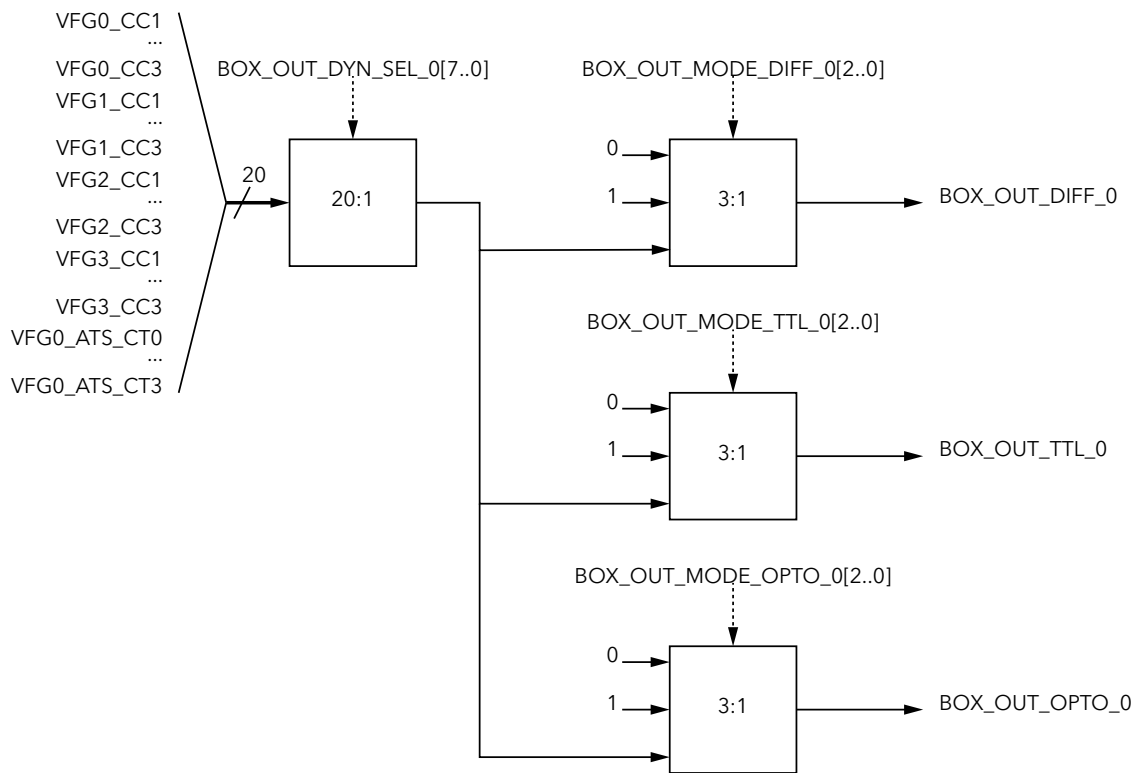 VFG0_CC1
...
VFG0_CC3
VFG1_CC1
...
VFG1_CC3
VFG2_CC1
...
VFG2_CC3
VFG3_CC1
...
VFG3_CC3
VFG0_ATS_CT0
...
VFG0_ATS_CT3
20
BOX_OUT_DYN_SEL_0[7..0]
20:1
BOX_OUT_MODE_DIFF_0[2..0]
0
1
3:1
BOX_OUT_DIFF_0
BOX_OUT_MODE_TTL_0[2..0]
0
1
3:1
BOX_OUT_TTL_0
BOX_OUT_MODE_OPTO_0[2..0]
0
1
3:1
BOX_OUT_OPTO_0